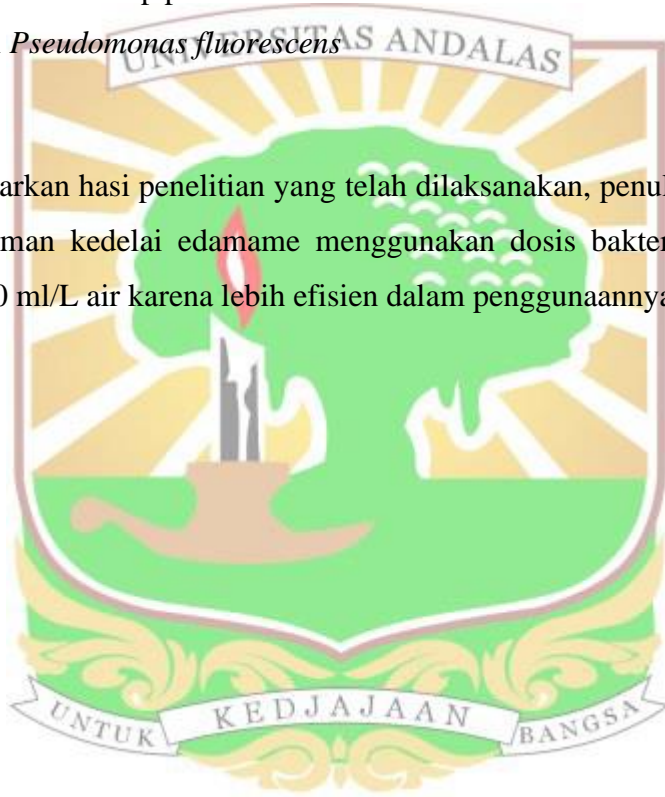 Pseudomonas fluorescens
UNIVERSITAS ANDALAS
arkan hasi penelitian yang telah dilaksanakan, penul
man kedelai edamame menggunakan dosis bakter
0 ml/L air karena lebih efisien dalam penggunaannya
UNTUK KEDJAJAAN BANGSA